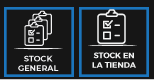 STOCK
GENERAL
STOCK EN
LA TIENDA